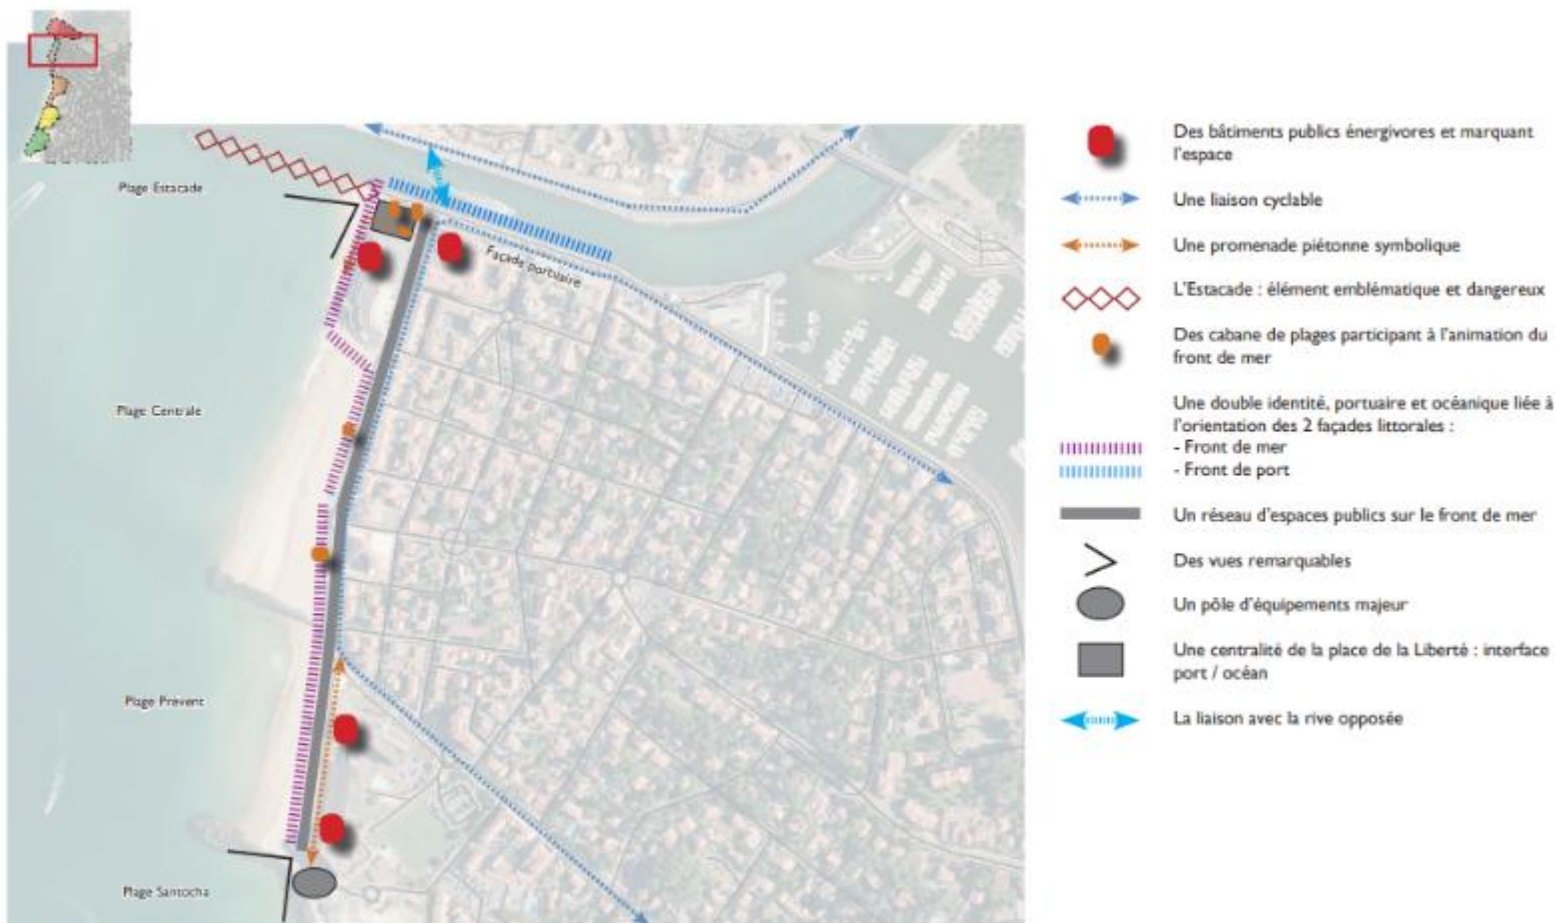 Plage Estacade
Façade portuaire
Plage Centrale
Plage Prévent
Plage Santocha
Des bâtiments publics énergivores et marquant
l'espace
Une liaison cyclable
Une promenade piétonne symbolique
L'Estacade : élément emblématique et dangereux
Des cabane de plages participant à l'animation du
front de mer
Une double identité, portuaire et océanique liée à
l'orientation des 2 façades littorales :
- Front de mer
- Front de port
Un réseau d'espaces publics sur le front de mer
Des vues remarquables
Un pôle d'équipements majeur
Une centralité de la place de la Liberté : interface
port / océan
La liaison avec la rive opposée